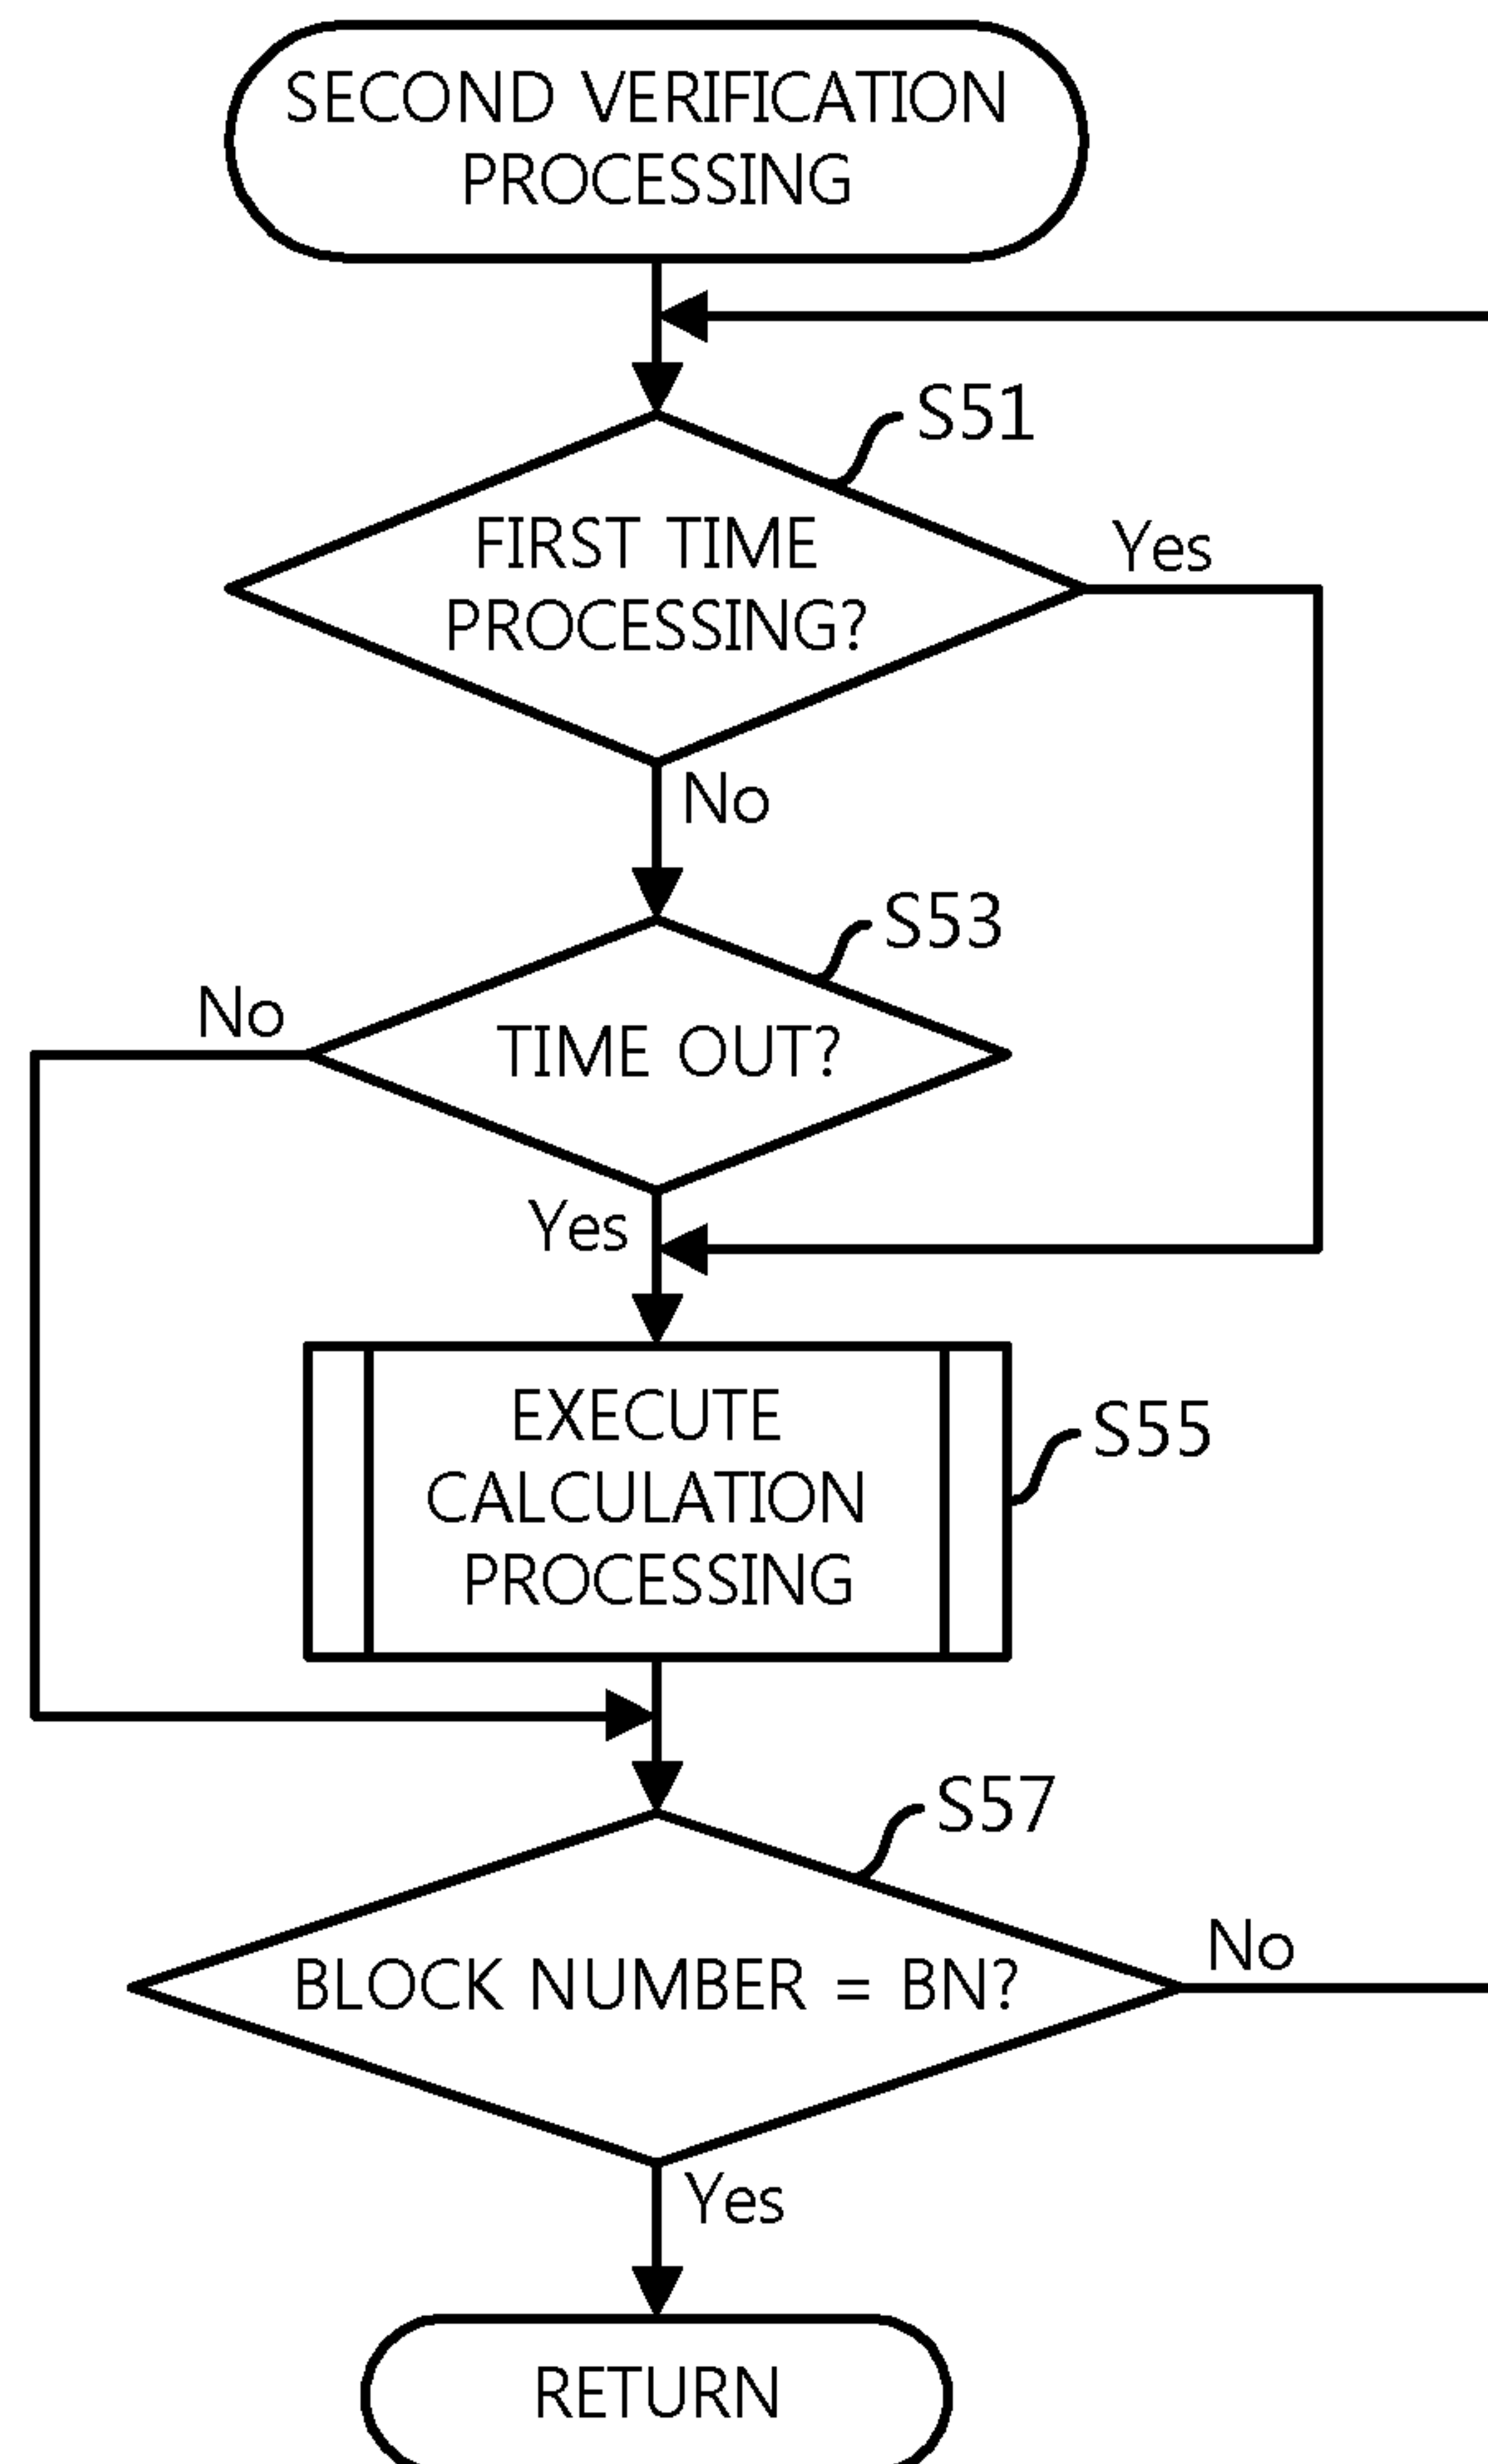 SECOND VERIFICATION
PROCESSING
S51
FIRST TIME
PROCESSING?
Yes
No
S53
No
TIME OUT?
Yes
EXECUTE
CALCULATION
PROCESSING
S55
S57
BLOCK NUMBER = BN?
No
Yes
RETURN